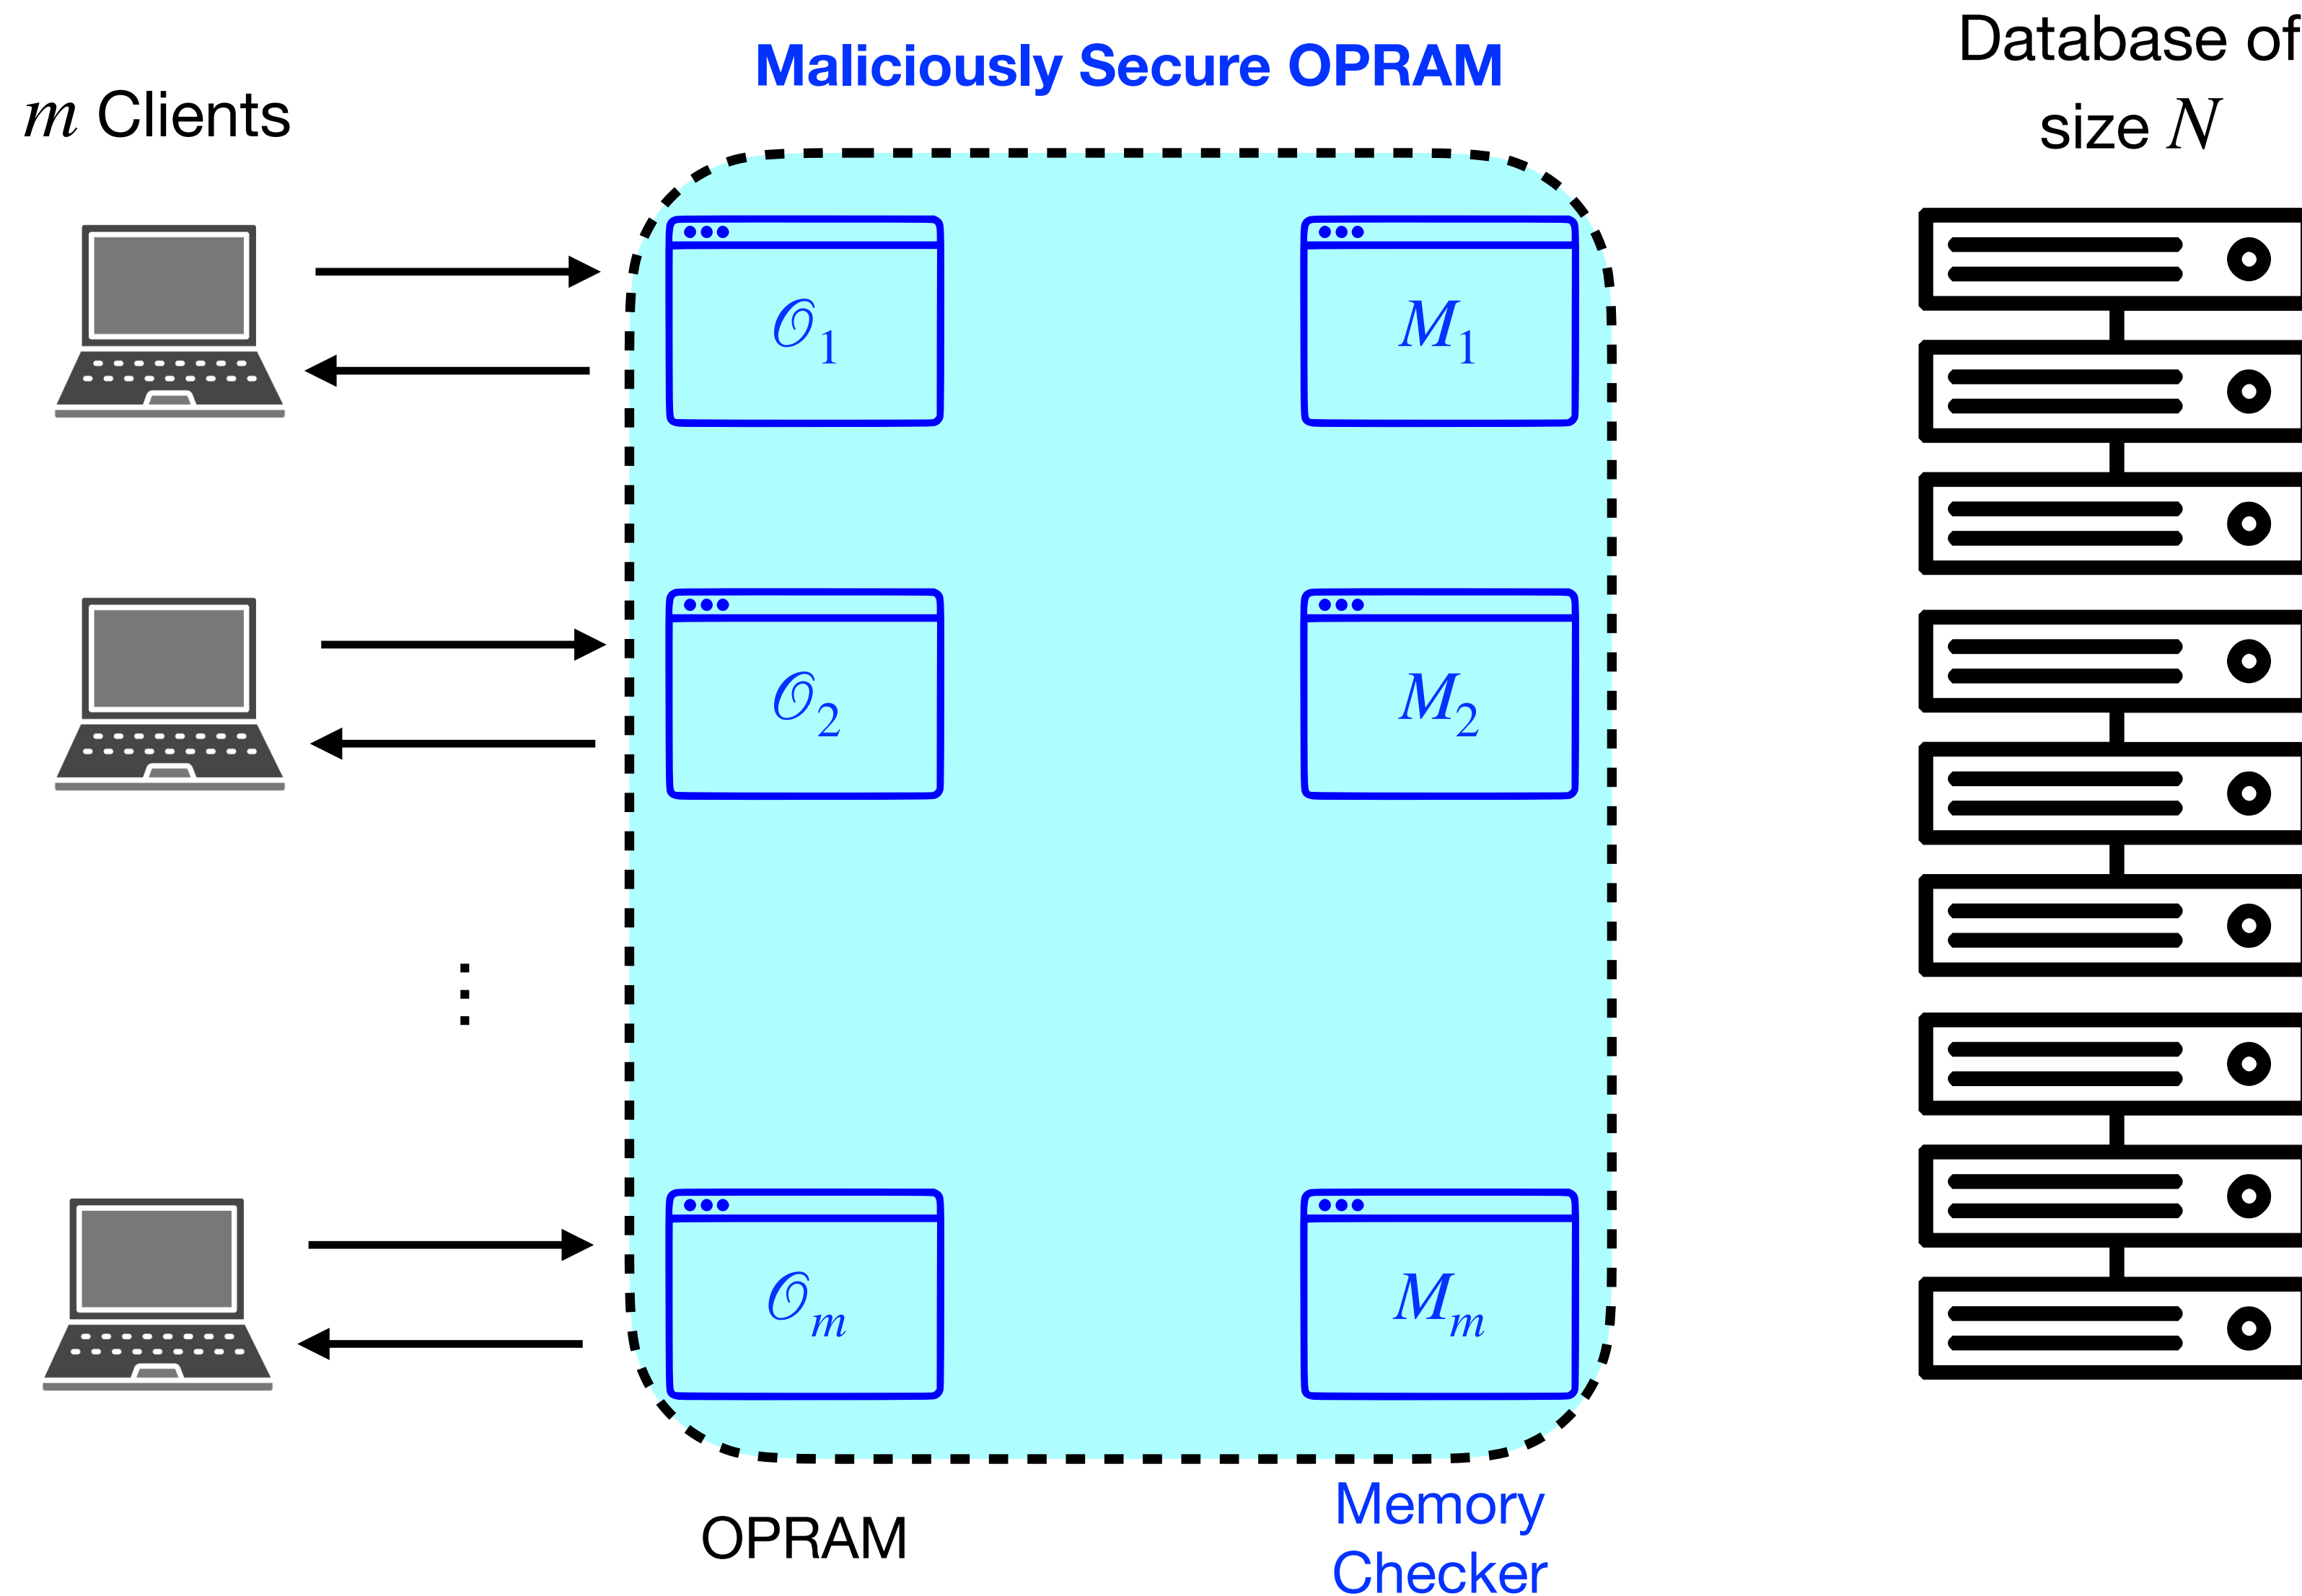 Maliciously Secure OPRAM
Database of
size N
m Clients
𝒪₁
M₁
𝒪₂
M₂
⋮
𝒪ₘ
Mₘ
OPRAM
Memory
Checker